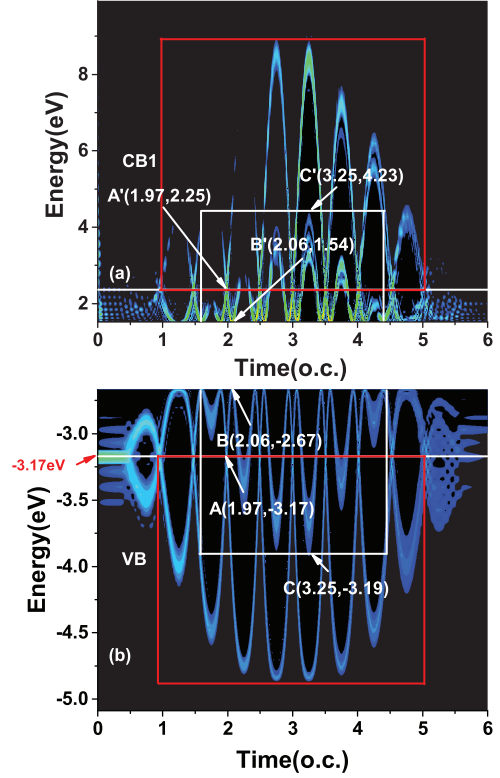 Energy(eV)
8
6
4
2
CB1
A'(1.97,2.25)
C'(3.25,4.23)
B'(2.06,1.54)
(a)
0 1 2 3 4 5 6
Time(o.c.)
Energy(eV)
-3.0
-3.5
-4.0
-4.5
-5.0
-3.17eV
B(2.06,-2.67)
A(1.97,-3.17)
VB
C(3.25,-3.19)
(b)
0 1 2 3 4 5 6
Time(o.c.)